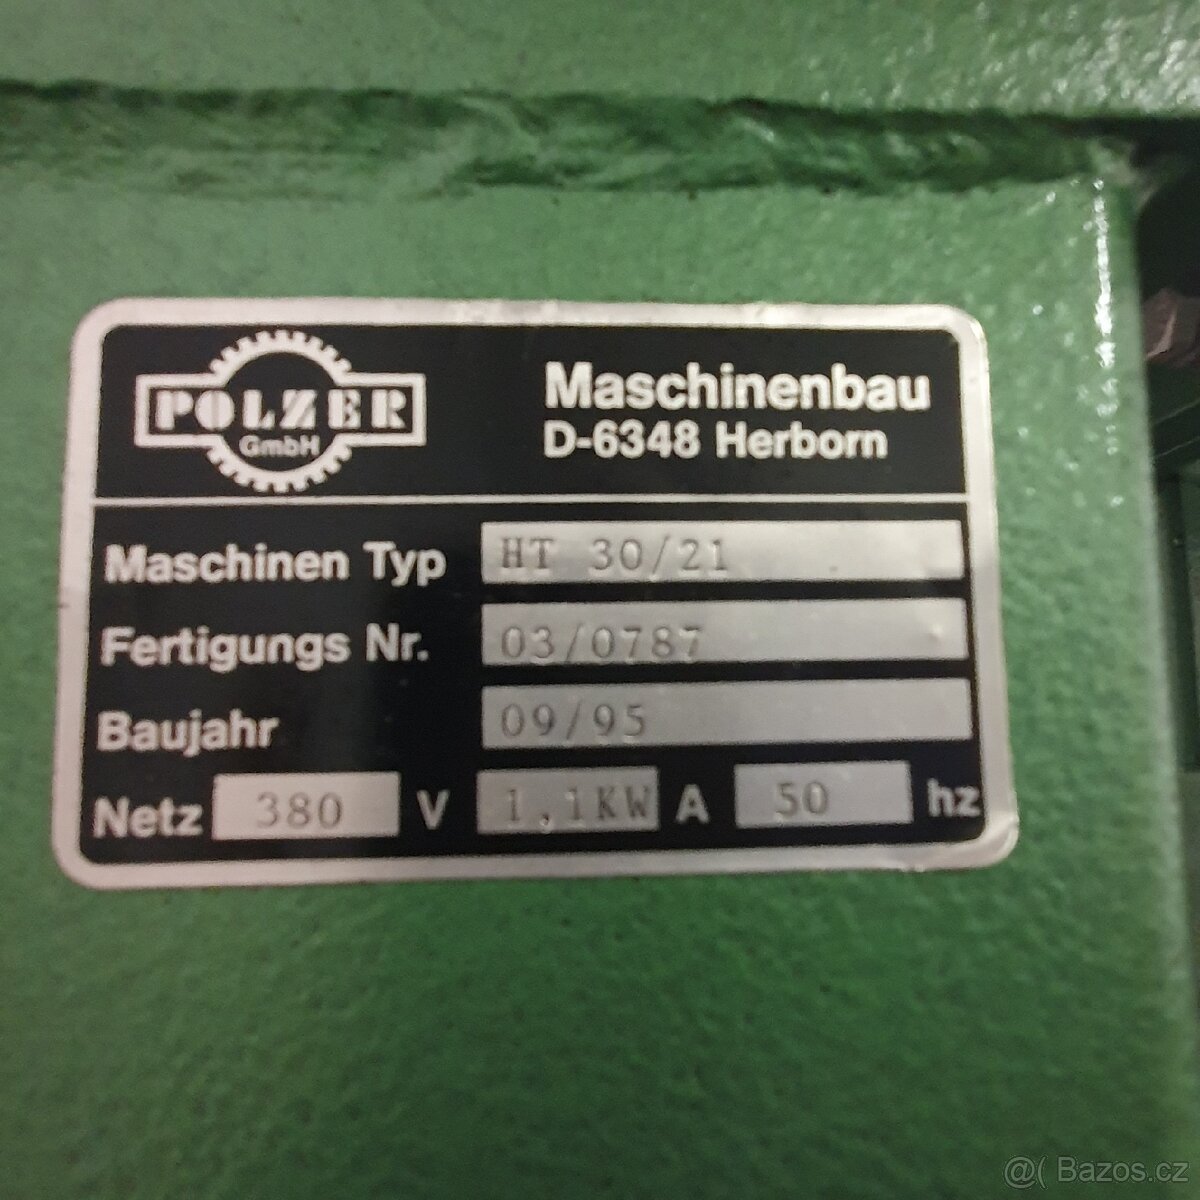 POLZER
GmbH
Maschinenbau
D-6348 Herborn
Maschinen Typ HT 30/21
Fertigungs Nr. 03/0787
Baujahr 09/95
Netz 380 V 1,1KW A 50 hz
@( Bazos.cz